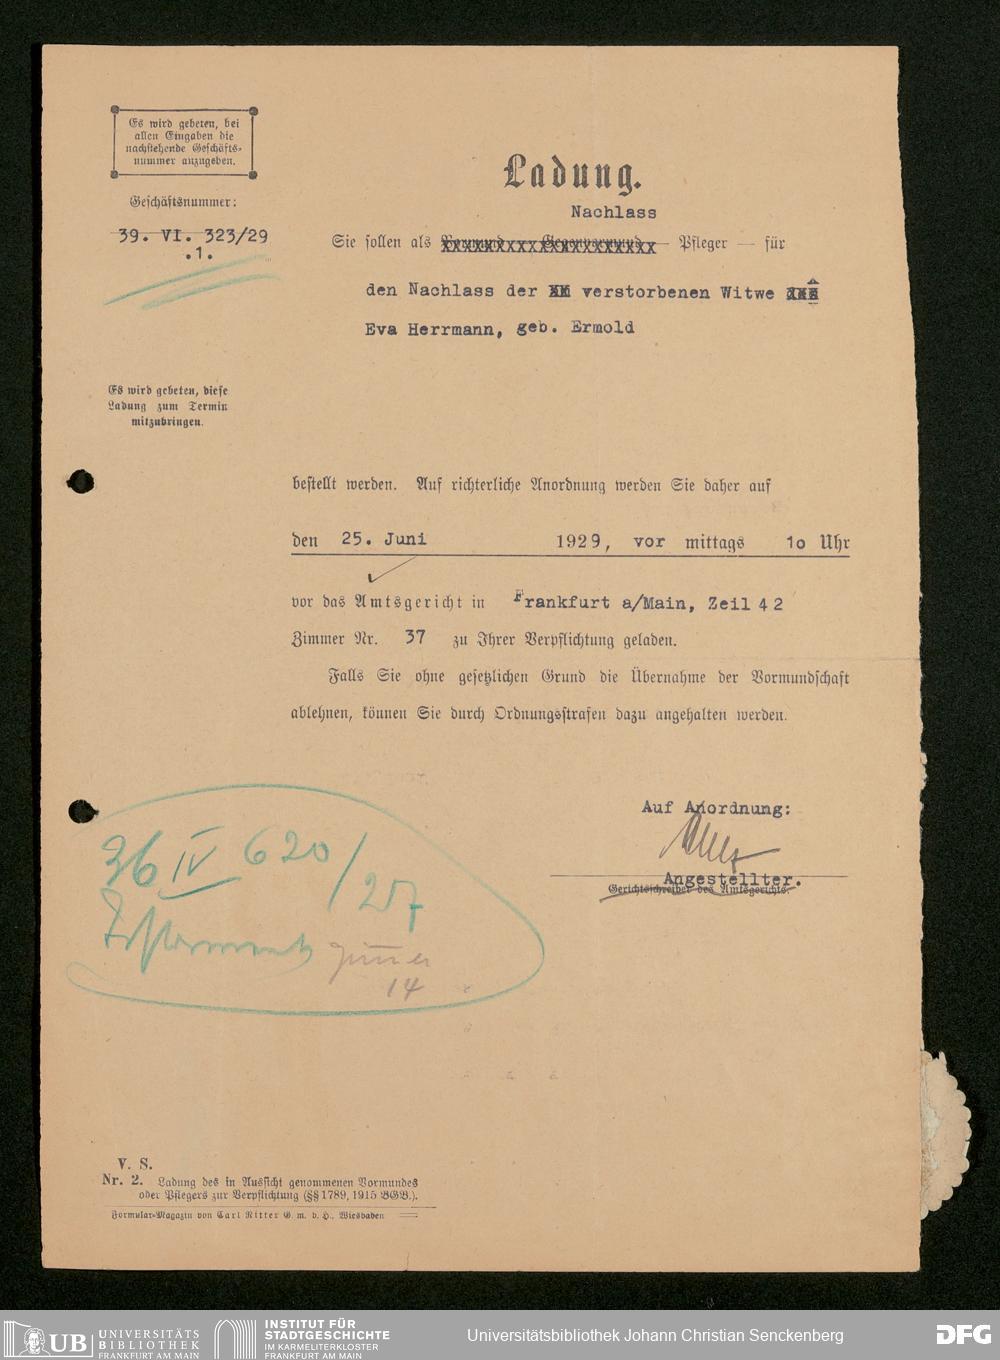 Es wird gebeten, bei
allen Eingaben die
nachstehende Geschäfts-
nummer anzugeben.
Geschäftsnummer:
39. VI. 323/29
.1.
Es wird gebeten, diese
Ladung zum Termin
mitzubringen.
Ladung.
Nachlass
Sie sollen als Vormund — Gegenvormund — Pfleger — für
den Nachlass der verstorbenen Witwe
Eva Herrmann, geb. Ermold
bestellt werden. Auf richterliche Anordnung werden Sie daher auf
den 25. Juni 1929, vor mittags 10 Uhr
vor das Amtsgericht in Frankfurt a/Main, Zeil 42
Zimmer Nr. 37 zu Ihrer Verpflichtung geladen.
Falls Sie ohne gesetzlichen Grund die Übernahme der Vormundschaft
ablehnen, können Sie durch Ordnungsstrafen dazu angehalten werden.
Auf Anordnung:
Angestellter.
Gerichtsschreiber des Amtsgerichts.
36 IV 620/27
Testament Zimmer
14
V. S.
Nr. 2. Ladung des in Aussicht genommenen Vormundes
oder Pflegers zur Verpflichtung (§§ 1789, 1915 BGB.).
Formular-Magazin von Carl Ritter G. m. b. H., Wiesbaden
UB UNIVERSITÄTS
BIBLIOTHEK
FRANKFURT AM MAIN
INSTITUT FÜR
STADTGESCHICHTE
IM KARMELITERKLOSTER
FRANKFURT AM MAIN
Universitätsbibliothek Johann Christian Senckenberg
DFG